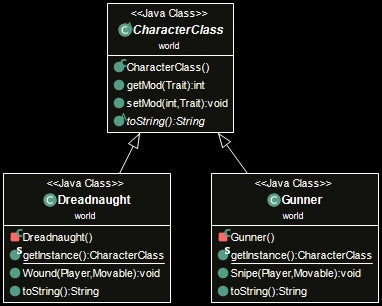 <<Java Class>>
CharacterClass
world
CharacterClass()
getMod(Trait):int
setMod(int,Trait):void
toString():String
<<Java Class>>
Dreadnaught
world
Dreadnaught()
getInstance():CharacterClass
Wound(Player,Movable):void
toString():String
<<Java Class>>
Gunner
world
Gunner()
getInstance():CharacterClass
Snipe(Player,Movable):void
toString():String